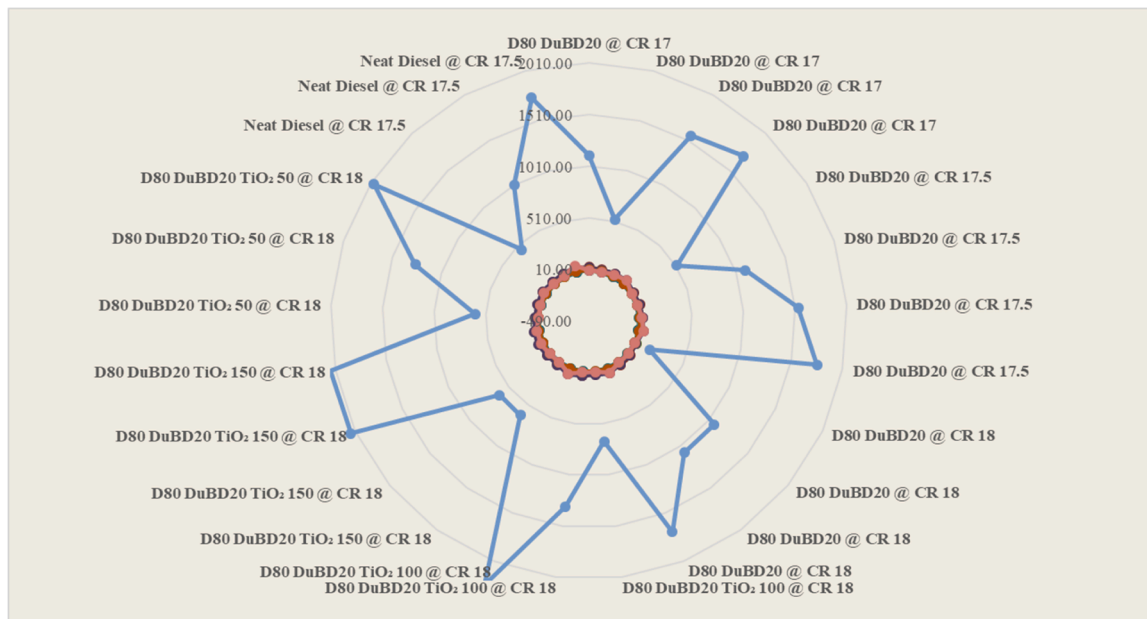 D80 DuBD20 @ CR 17
Neat Diesel @ CR 17.5
2010.00
D80 DuBD20 @ CR 17
Neat Diesel @ CR 17.5
D80 DuBD20 @ CR 17
1510.00
Neat Diesel @ CR 17.5
D80 DuBD20 @ CR 17
1010.00
D80 DuBD20 TiO₂ 50 @ CR 18
D80 DuBD20 @ CR 17.5
510.00
D80 DuBD20 TiO₂ 50 @ CR 18
D80 DuBD20 @ CR 17.5
10.00
D80 DuBD20 TiO₂ 50 @ CR 18
D80 DuBD20 @ CR 17.5
-490.00
D80 DuBD20 TiO₂ 150 @ CR 18
D80 DuBD20 @ CR 17.5
D80 DuBD20 TiO₂ 150 @ CR 18
D80 DuBD20 @ CR 18
D80 DuBD20 TiO₂ 150 @ CR 18
D80 DuBD20 @ CR 18
D80 DuBD20 TiO₂ 150 @ CR 18
D80 DuBD20 @ CR 18
D80 DuBD20 TiO₂ 100 @ CR 18
D80 DuBD20 @ CR 18
D80 DuBD20 TiO₂ 100 @ CR 18
D80 DuBD20 TiO₂ 100 @ CR 18